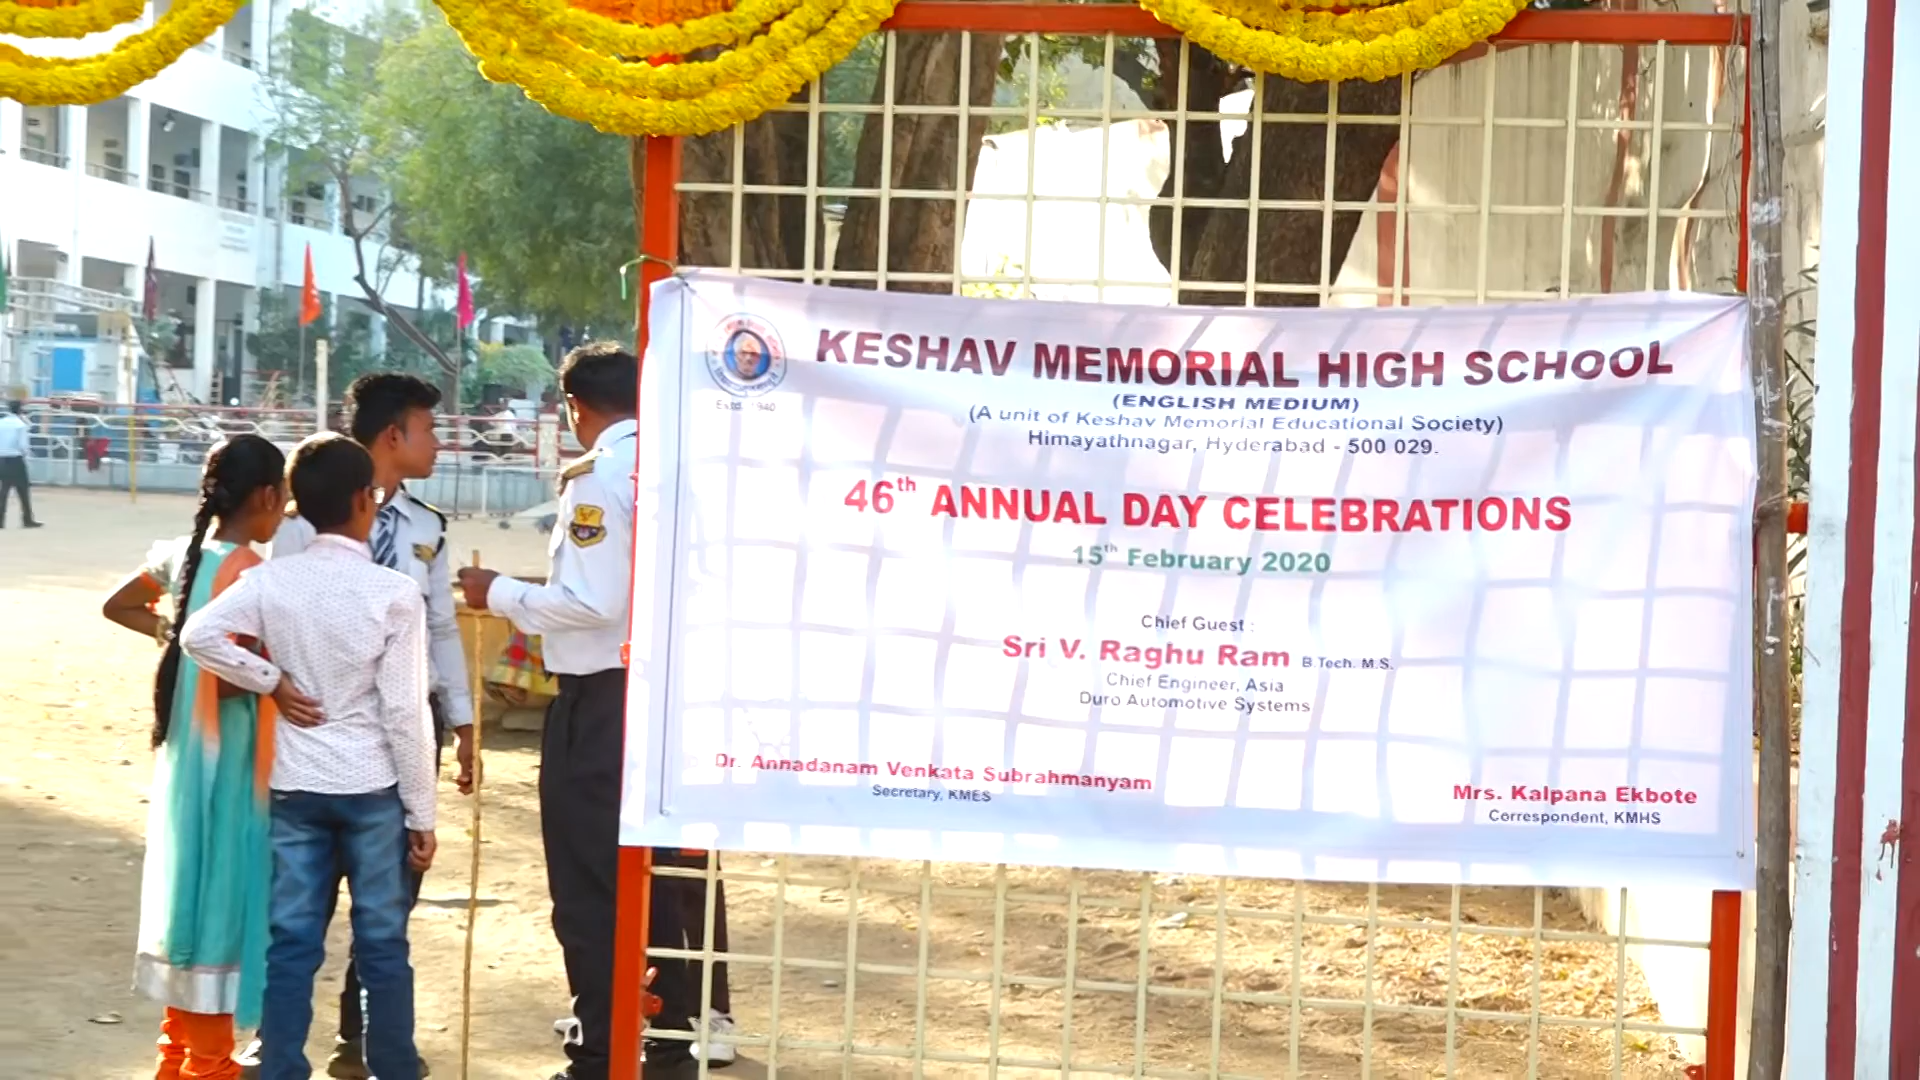 Estd. 1940
KESHAV MEMORIAL HIGH SCHOOL
(ENGLISH MEDIUM)
(A unit of Keshav Memorial Educational Society)
Himayathnagar, Hyderabad - 500 029.
46th ANNUAL DAY CELEBRATIONS
15th February 2020
Chief Guest :
Sri V. Raghu Ram B.Tech. M.S.
Chief Engineer, Asia
Duro Automotive Systems
Dr. Annadanam Venkata Subrahmanyam
Secretary, KMES
Mrs. Kalpana Ekbote
Correspondent, KMHS